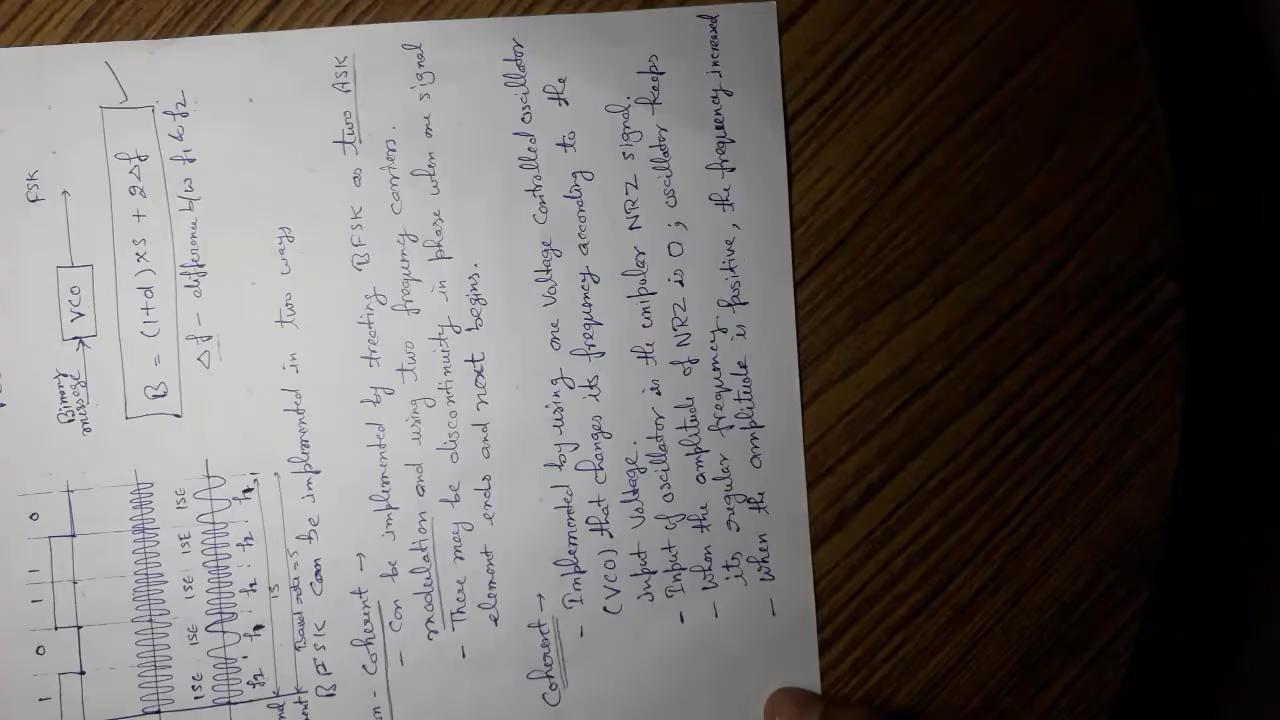 FSK
Binary
message
VCO
B = (1+d) × S + 2Δf
Δf - difference b/w f1 & f2
1 0 1 1 0
1SE 1SE 1SE 1SE 1SE
f2 f1 f2 f2 f1
1S
Baud rate = 5
BFSK can be implemented in two ways
- Coherent →
- Can be implemented by treating BFSK as two ASK
modulation and using two frequency carriers.
- There may be discontinuity in phase when one signal
element ends and next begins.
Coherent →
- Implemented by using one Voltage Controlled oscillator
(VCO) that changes its frequency according to the
input voltage.
- Input of oscillator is the unipolar NRZ signal.
- When the amplitude of NRZ is 0; oscillator keeps
its regular frequency.
- When the amplitude is positive, the frequency increased